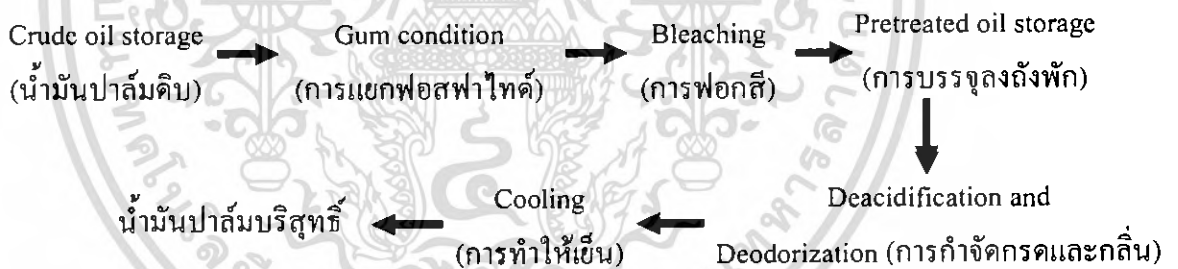 Crude oil storage
(น้ำมันปาล์มดิบ)
Gum condition
(การแยกฟอสฟาไทด์)
Bleaching
(การฟอกสี)
Pretreated oil storage
(การบรรจุลงถังพัก)
Deacidification and
Deodorization (การกำจัดกรดและกลิ่น)
Cooling
(การทำให้เย็น)
น้ำมันปาล์มบริสุทธิ์